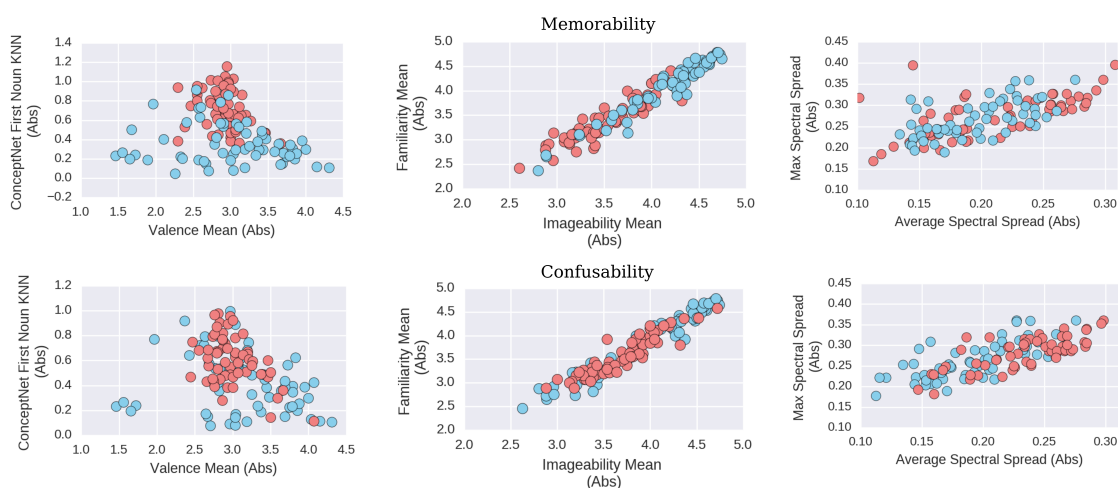 Memorability
ConceptNet First Noun KNN
(Abs)
1.4
1.2
1.0
0.8
0.6
0.4
0.2
0.0
−0.2
1.0 1.5 2.0 2.5 3.0 3.5 4.0 4.5
Valence Mean (Abs)
Familiarity Mean
(Abs)
5.0
4.5
4.0
3.5
3.0
2.5
2.0
2.0 2.5 3.0 3.5 4.0 4.5 5.0
Imageability Mean
(Abs)
Max Spectral Spread
(Abs)
0.45
0.40
0.35
0.30
0.25
0.20
0.15
0.10
0.10 0.15 0.20 0.25 0.30
Average Spectral Spread (Abs)
Confusability
ConceptNet First Noun KNN
(Abs)
1.2
1.0
0.8
0.6
0.4
0.2
0.0
1.0 1.5 2.0 2.5 3.0 3.5 4.0 4.5
Valence Mean (Abs)
Familiarity Mean
(Abs)
5.0
4.5
4.0
3.5
3.0
2.5
2.0
2.0 2.5 3.0 3.5 4.0 4.5 5.0
Imageability Mean
(Abs)
Max Spectral Spread
(Abs)
0.45
0.40
0.35
0.30
0.25
0.20
0.15
0.10
0.10 0.15 0.20 0.25 0.30
Average Spectral Spread (Abs)